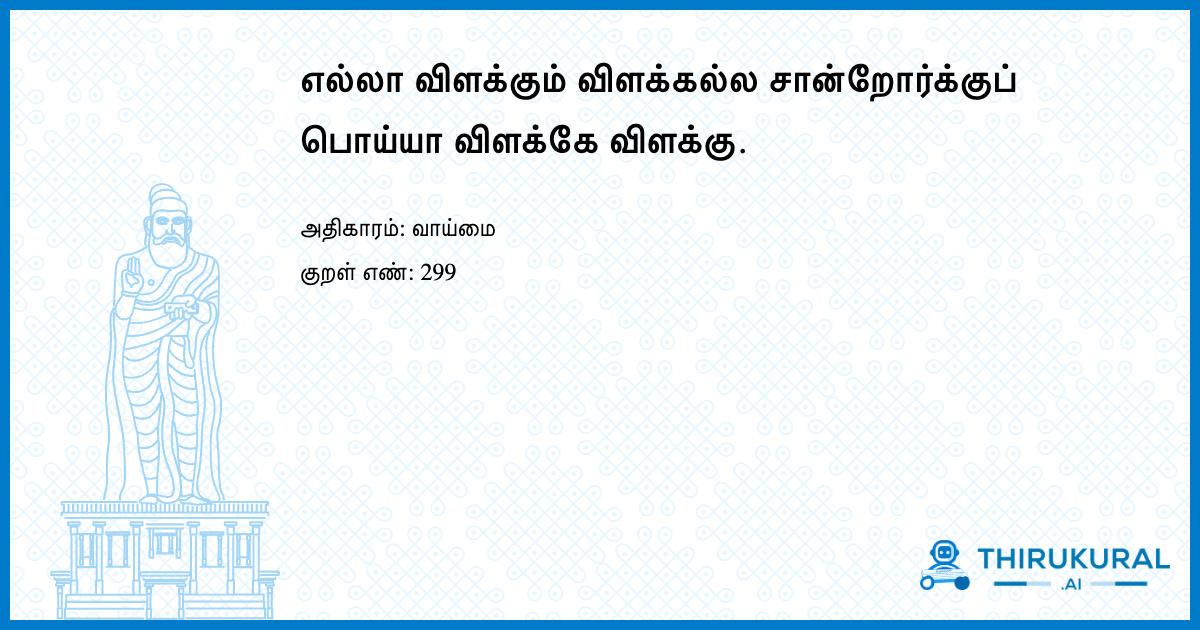 எல்லா விளக்கும் விளக்கல்ல சான்றோர்க்குப்
பொய்யா விளக்கே விளக்கு.
அதிகாரம்: வாய்மை
குறள் எண்: 299
THIRUKURAL
.AI